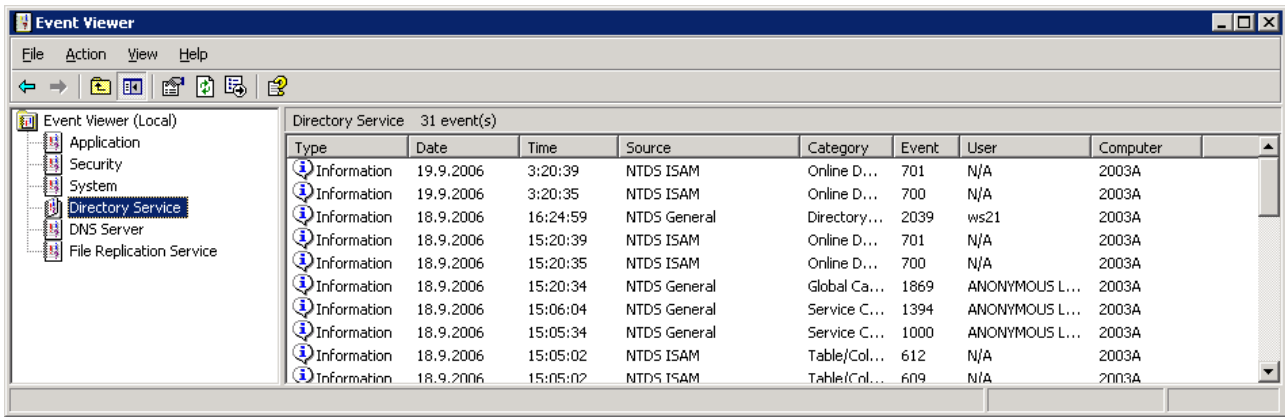 Event Viewer
File Action View Help
Event Viewer (Local)
Application
Security
System
Directory Service
DNS Server
File Replication Service
Directory Service 31 event(s)
Type Date Time Source Category Event User Computer
Information 19.9.2006 3:20:39 NTDS ISAM Online D... 701 N/A 2003A
Information 19.9.2006 3:20:35 NTDS ISAM Online D... 700 N/A 2003A
Information 18.9.2006 16:24:59 NTDS General Directory... 2039 ws21 2003A
Information 18.9.2006 15:20:39 NTDS ISAM Online D... 701 N/A 2003A
Information 18.9.2006 15:20:35 NTDS ISAM Online D... 700 N/A 2003A
Information 18.9.2006 15:20:34 NTDS General Global Ca... 1869 ANONYMOUS L... 2003A
Information 18.9.2006 15:06:04 NTDS General Service C... 1394 ANONYMOUS L... 2003A
Information 18.9.2006 15:05:34 NTDS General Service C... 1000 ANONYMOUS L... 2003A
Information 18.9.2006 15:05:02 NTDS ISAM Table/Col... 612 N/A 2003A
Information 18.9.2006 15:05:02 NTDS ISAM Table/Col... 609 N/A 2003A